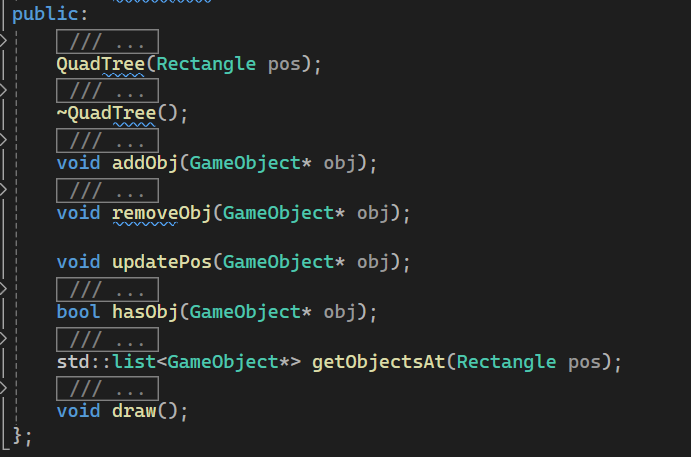 public:
/// ...
QuadTree(Rectangle pos);
/// ...
~QuadTree();
/// ...
void addObj(GameObject* obj);
/// ...
void removeObj(GameObject* obj);
void updatePos(GameObject* obj);
/// ...
bool hasObj(GameObject* obj);
/// ...
std::list<GameObject*> getObjectsAt(Rectangle pos);
/// ...
void draw();
};